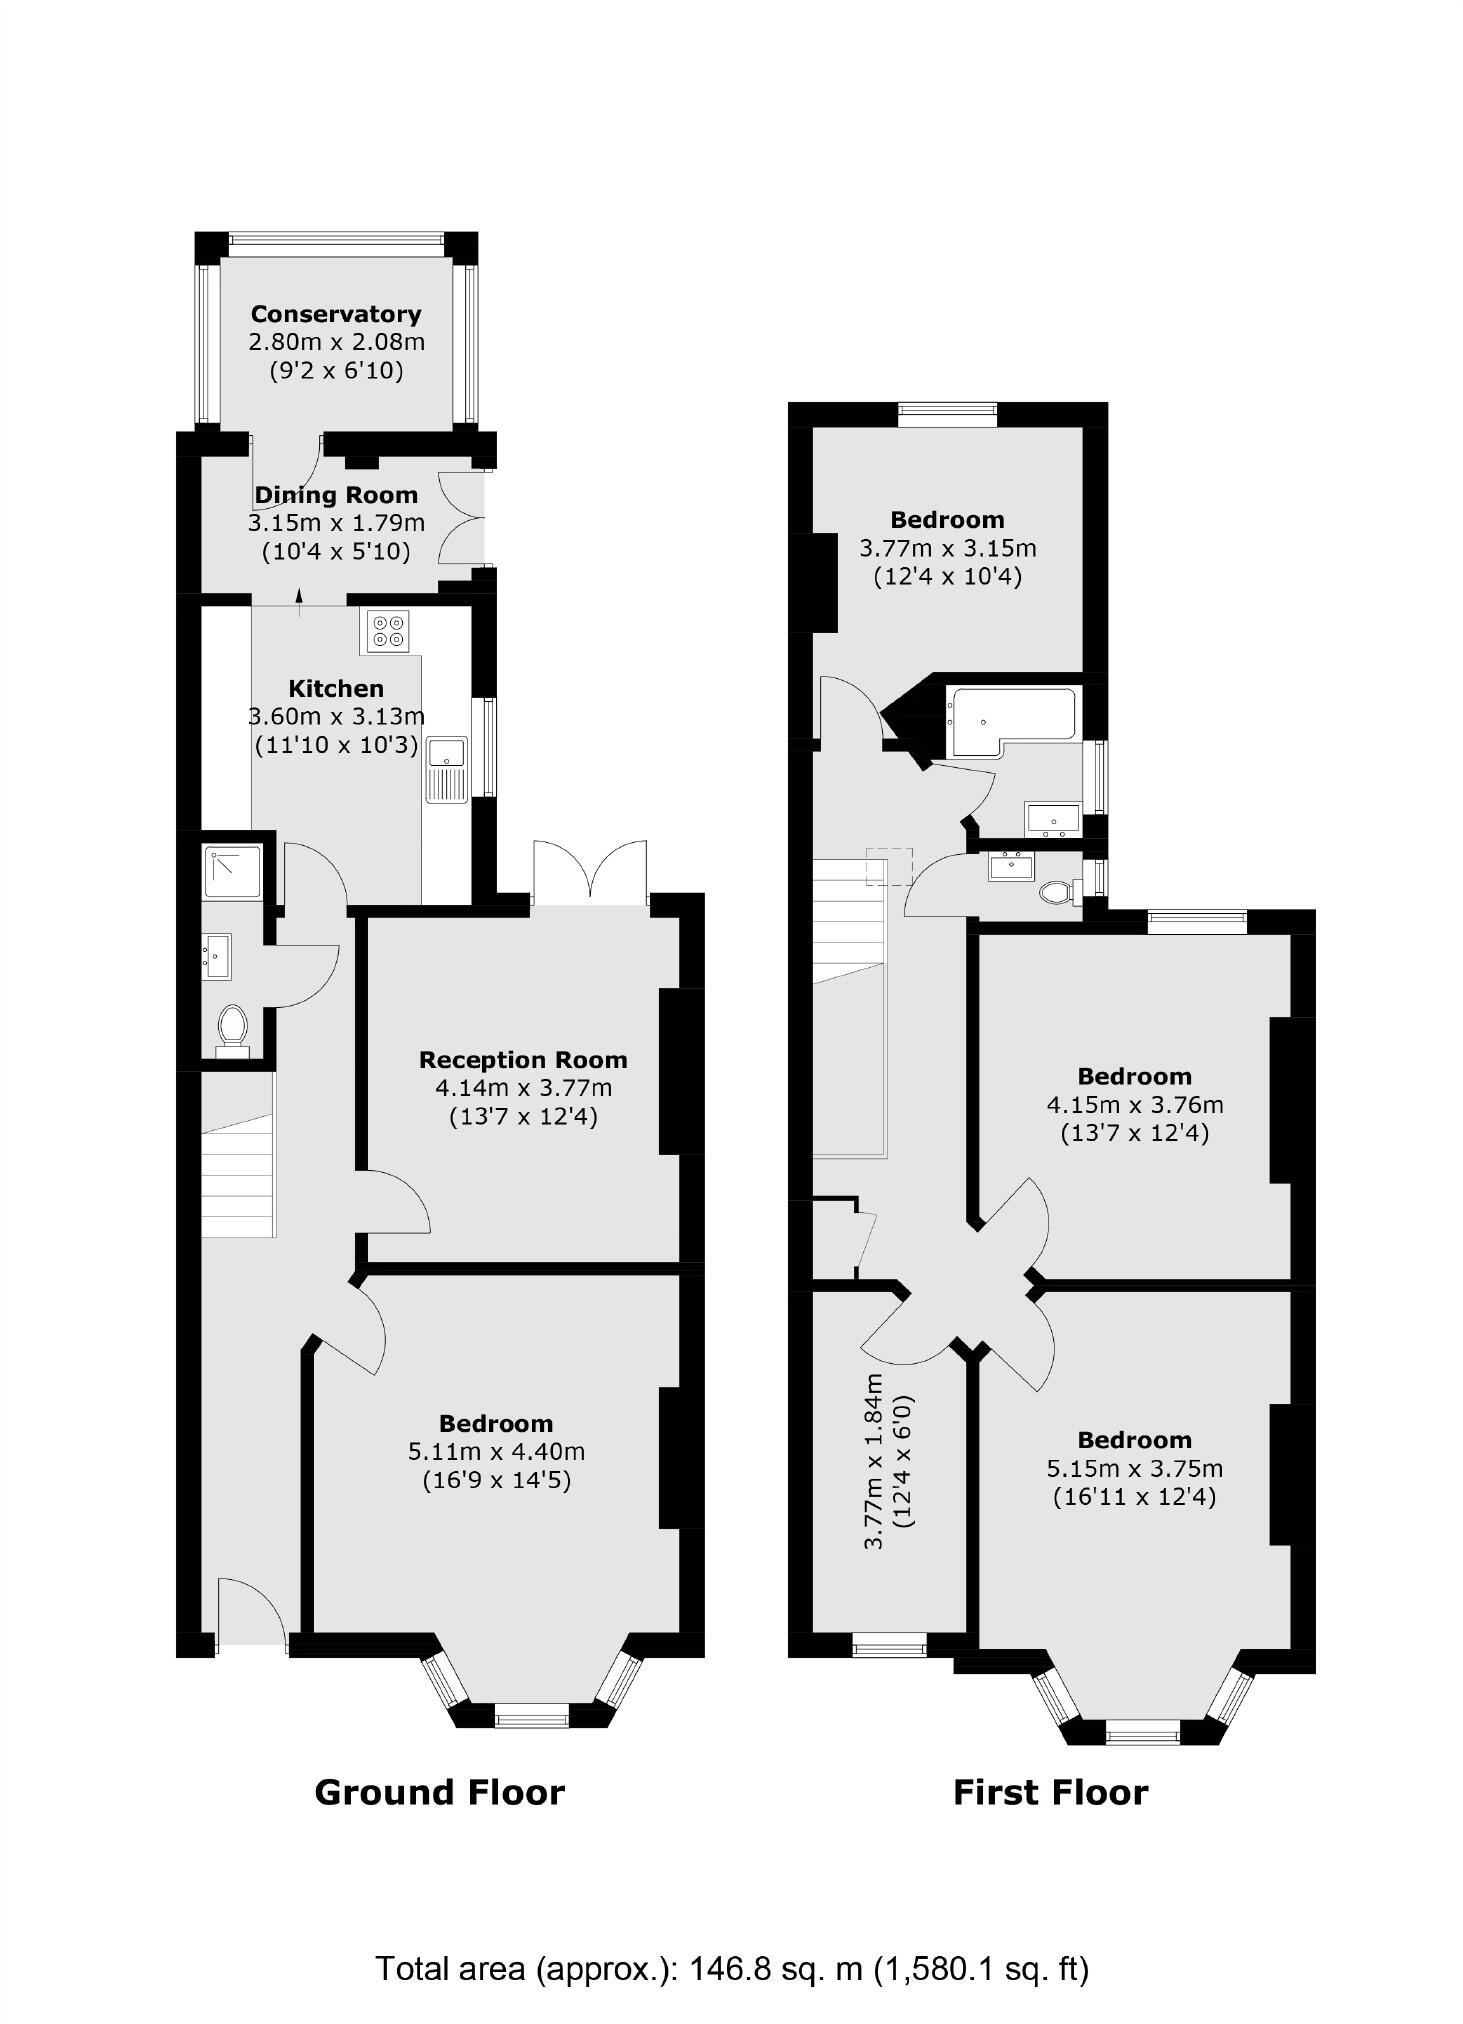 Conservatory
2.80m x 2.08m
(9'2 x 6'10)
Dining Room
3.15m x 1.79m
(10'4 x 5'10)
Kitchen
3.60m x 3.13m
(11'10 x 10'3)
Reception Room
4.14m x 3.77m
(13'7 x 12'4)
Bedroom
5.11m x 4.40m
(16'9 x 14'5)
Ground Floor
Bedroom
3.77m x 3.15m
(12'4 x 10'4)
Bedroom
4.15m x 3.76m
(13'7 x 12'4)
3.77m x 1.84m
(12'4 x 6'0)
Bedroom
5.15m x 3.75m
(16'11 x 12'4)
First Floor
Total area (approx.): 146.8 sq. m (1,580.1 sq. ft)